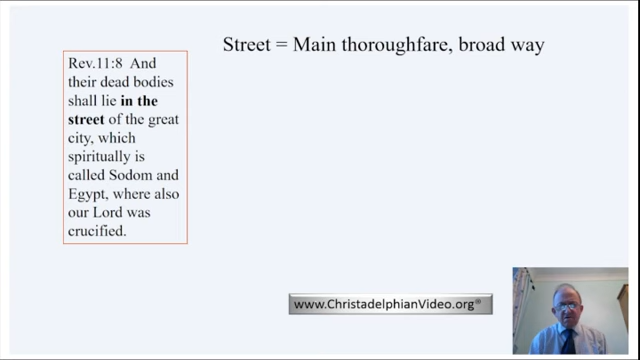 Street = Main thoroughfare, broad way
Rev.11:8 And
their dead bodies
shall lie in the
street of the great
city, which
spiritually is
called Sodom and
Egypt, where also
our Lord was
crucified.
www.ChristadelphianVideo.org®